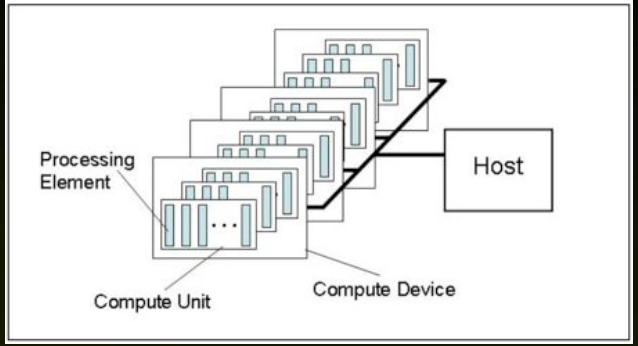 Processing
Element
Host
Compute Unit
Compute Device